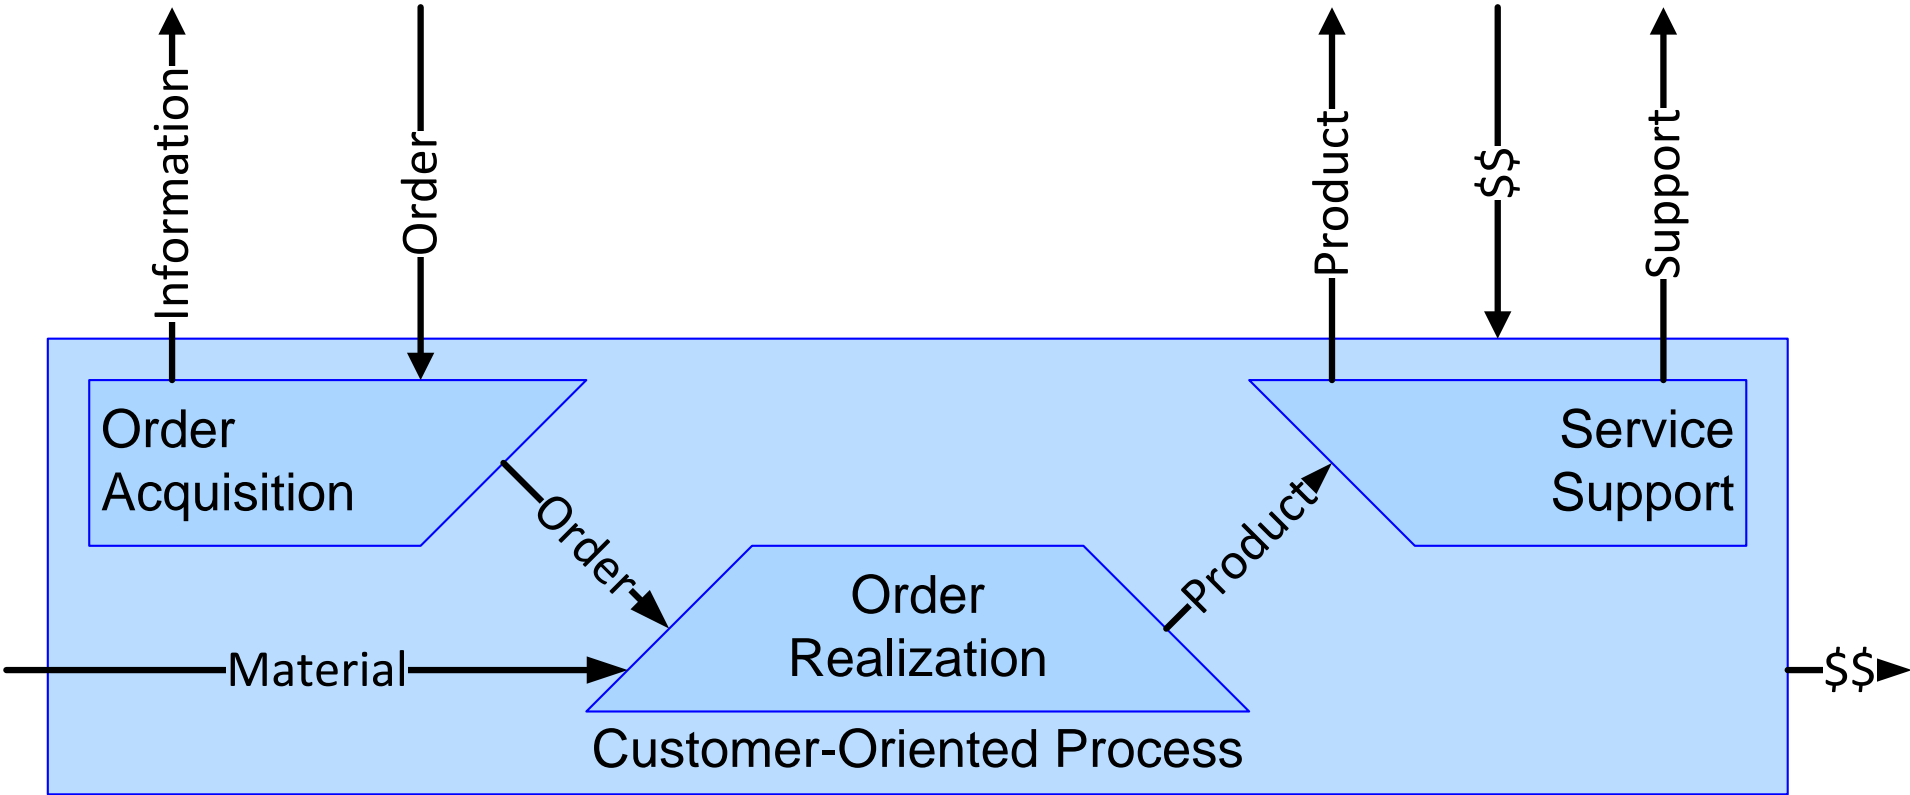 Information
Order
Product
$$
Support
Order
Acquisition
Service
Support
Order
Product
Order
Realization
Material
$$
Customer-Oriented Process